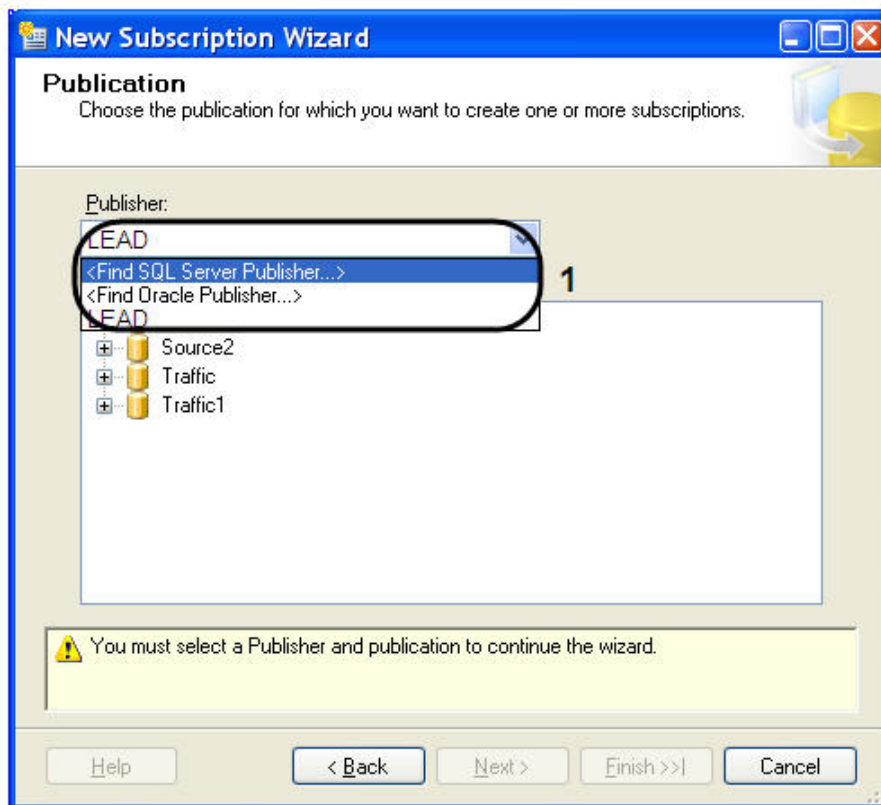 New Subscription Wizard
Publication
Choose the publication for which you want to create one or more subscriptions.
Publisher:
LEAD
<Find SQL Server Publisher...>
<Find Oracle Publisher...>
LEAD
1
Source2
Traffic
Traffic1
You must select a Publisher and publication to continue the wizard.
Help
< Back
Next >
Finish >>|
Cancel